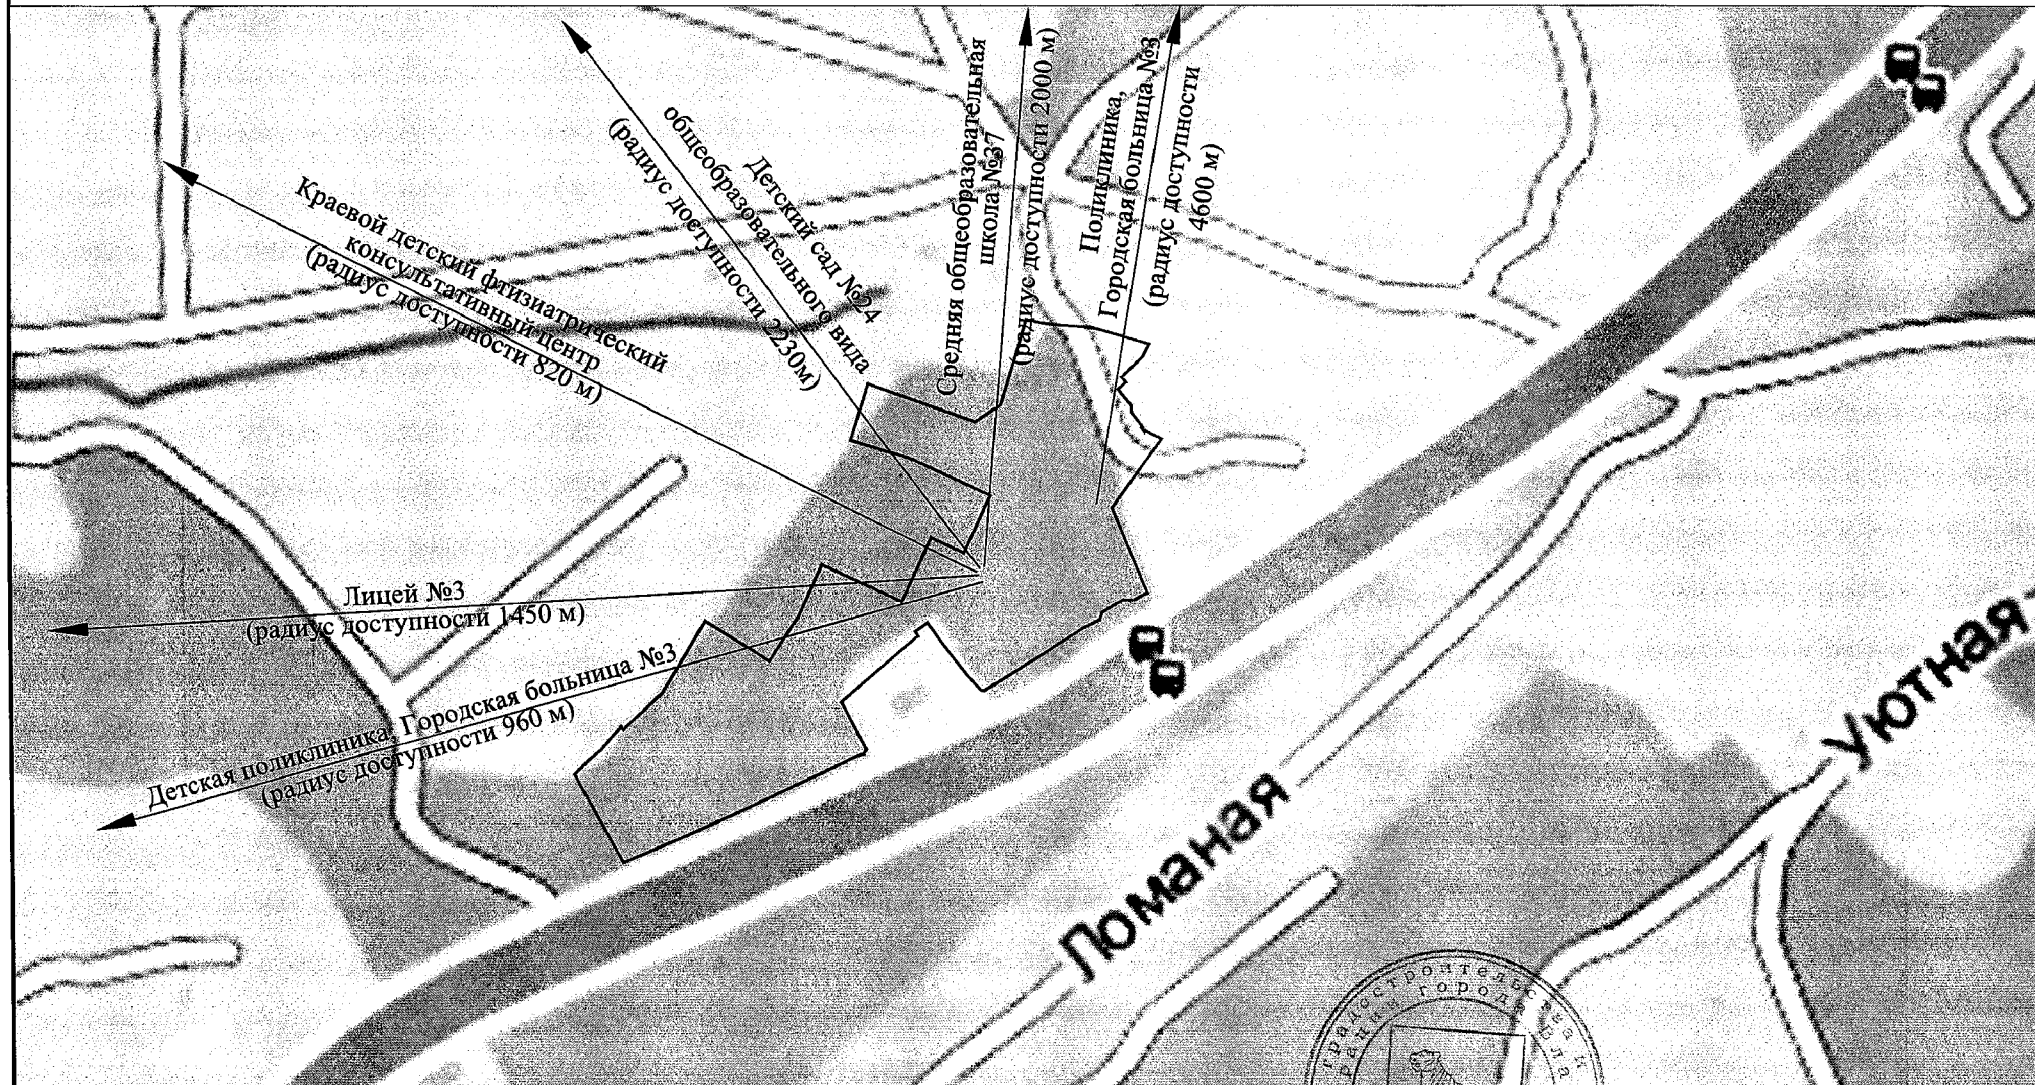 Средняя общеобразовательная
школа №37
(радиус доступности 2000 м)
Поликлиника,
Городская больница №3
(радиус доступности
4600 м)
Детский сад №24
общеобразовательного вида
(радиус доступности 2230м)
Краевой детский фтизиатрический
консультативный центр
(радиус доступности 820 м)
Лицей №3
(радиус доступности 1450 м)
Детская поликлиника, Городская больница №3
(радиус доступности 960 м)
Уютная
Ломаная
города